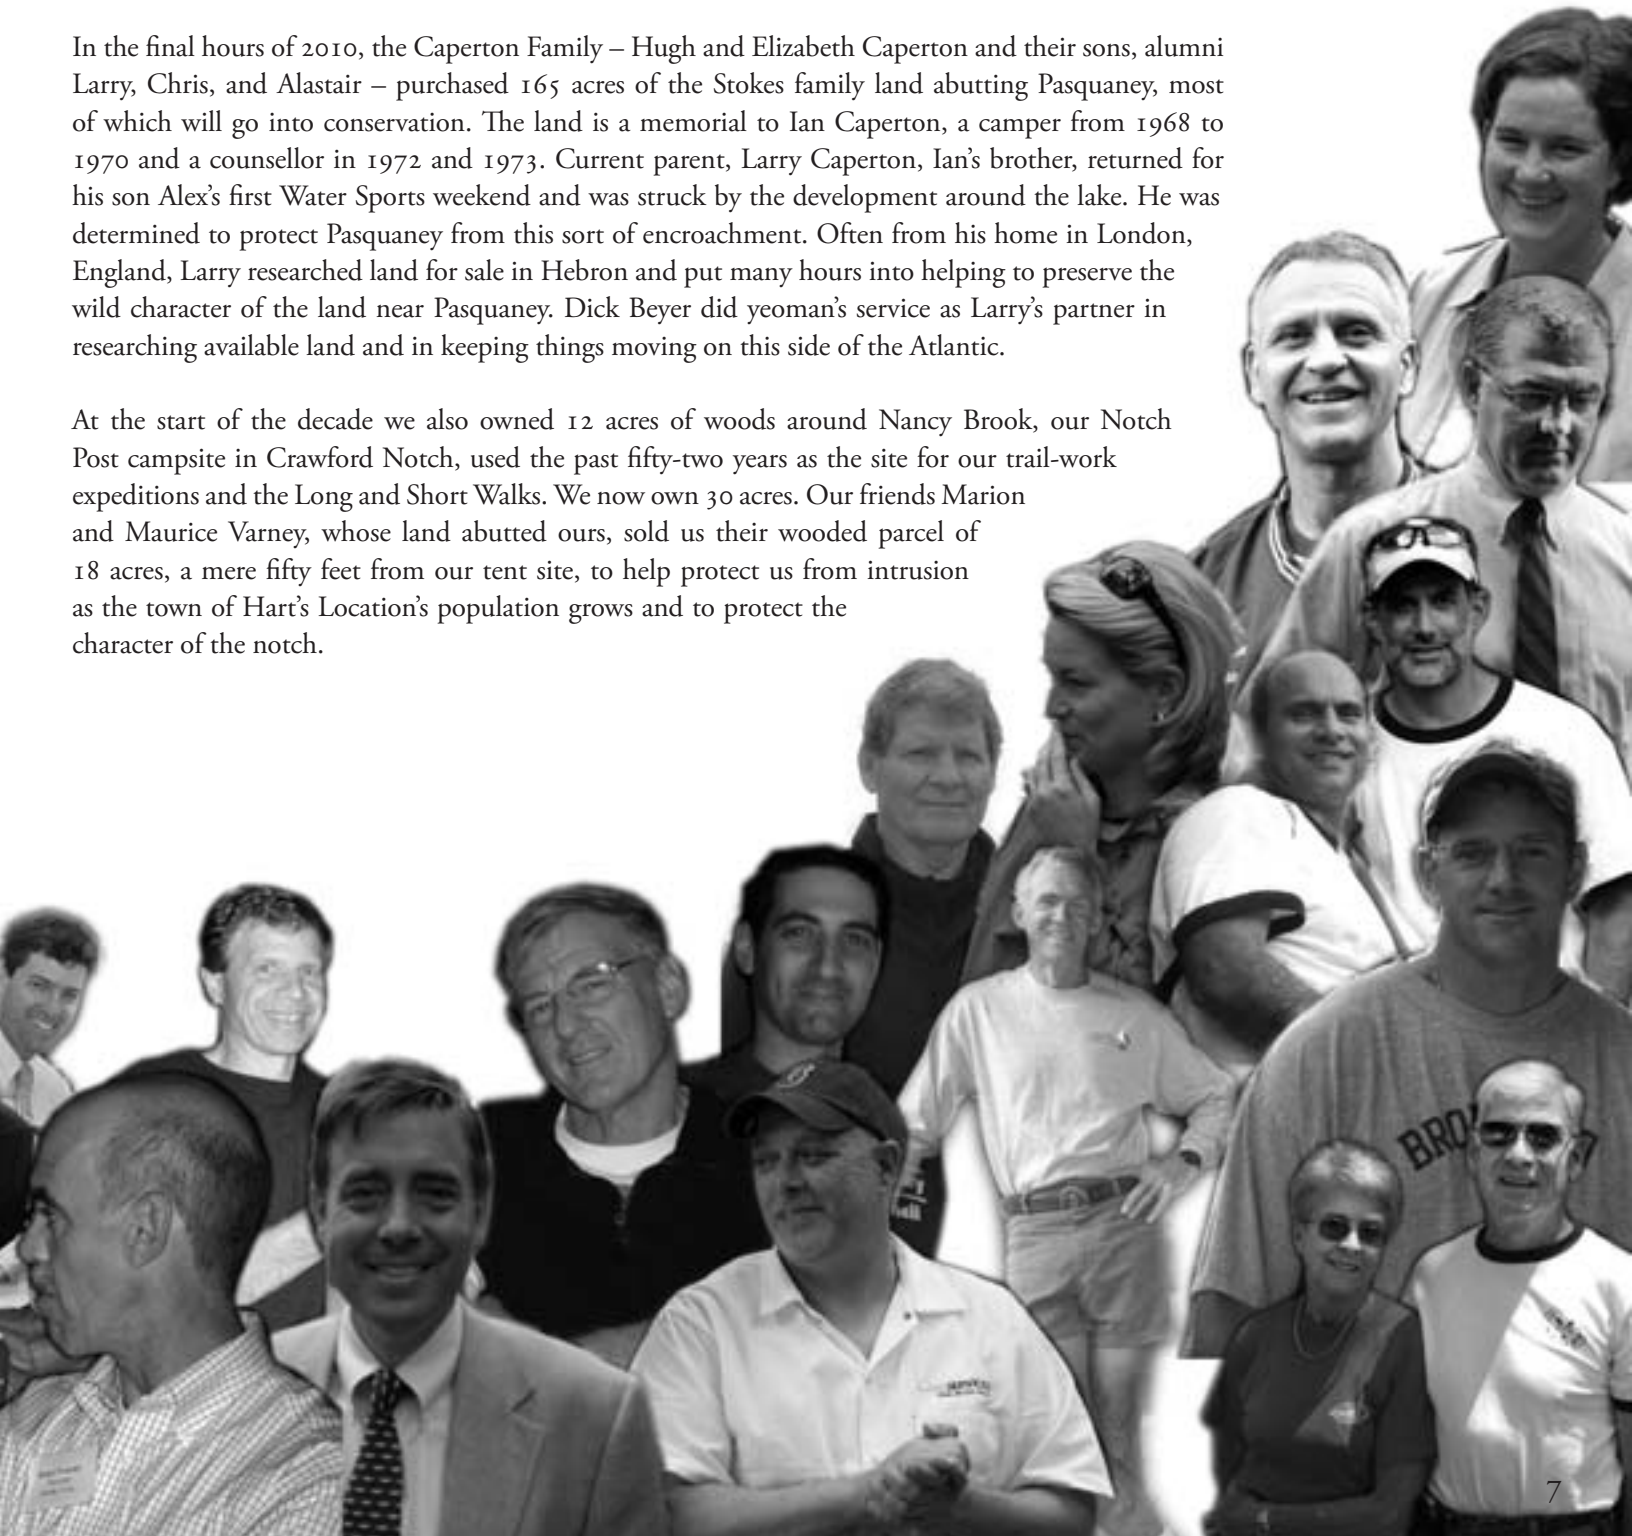 In the final hours of 2010, the Caperton Family – Hugh and Elizabeth Caperton and their sons, alumni
Larry, Chris, and Alastair – purchased 165 acres of the Stokes family land abutting Pasquaney, most
of which will go into conservation. The land is a memorial to Ian Caperton, a camper from 1968 to
1970 and a counsellor in 1972 and 1973. Current parent, Larry Caperton, Ian’s brother, returned for
his son Alex’s first Water Sports weekend and was struck by the development around the lake. He was
determined to protect Pasquaney from this sort of encroachment. Often from his home in London,
England, Larry researched land for sale in Hebron and put many hours into helping to preserve the
wild character of the land near Pasquaney. Dick Beyer did yeoman’s service as Larry’s partner in
researching available land and in keeping things moving on this side of the Atlantic.
At the start of the decade we also owned 12 acres of woods around Nancy Brook, our Notch
Post campsite in Crawford Notch, used the past fifty-two years as the site for our trail-work
expeditions and the Long and Short Walks. We now own 30 acres. Our friends Marion
and Maurice Varney, whose land abutted ours, sold us their wooded parcel of
18 acres, a mere fifty feet from our tent site, to help protect us from intrusion
as the town of Hart’s Location’s population grows and to protect the
character of the notch.
BRO
7